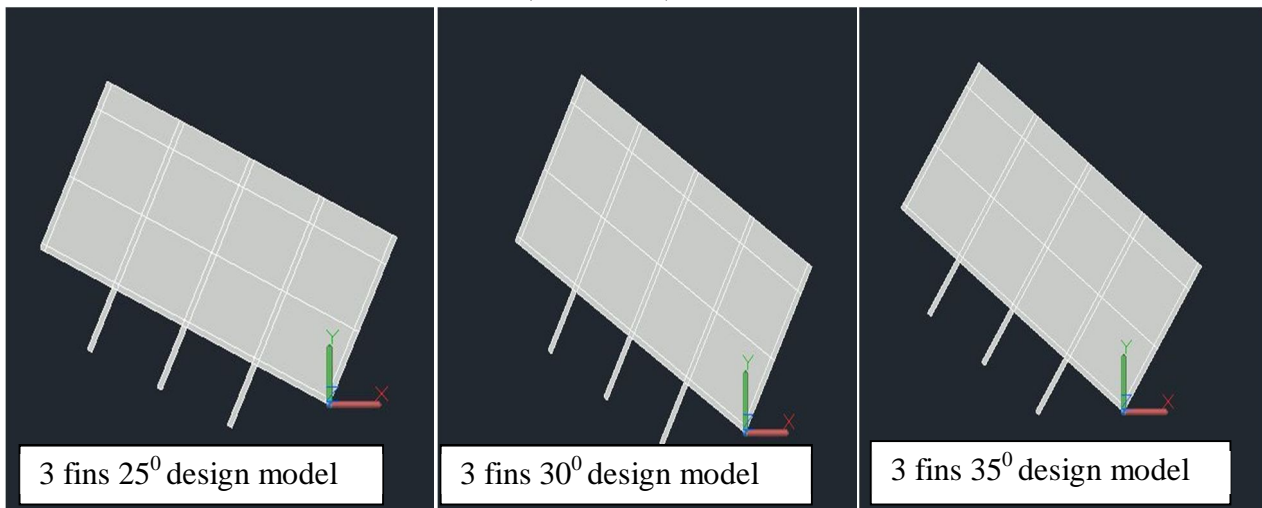 Y
X
3 fins 25⁰ design model
Y
X
3 fins 30⁰ design model
Y
X
3 fins 35⁰ design model